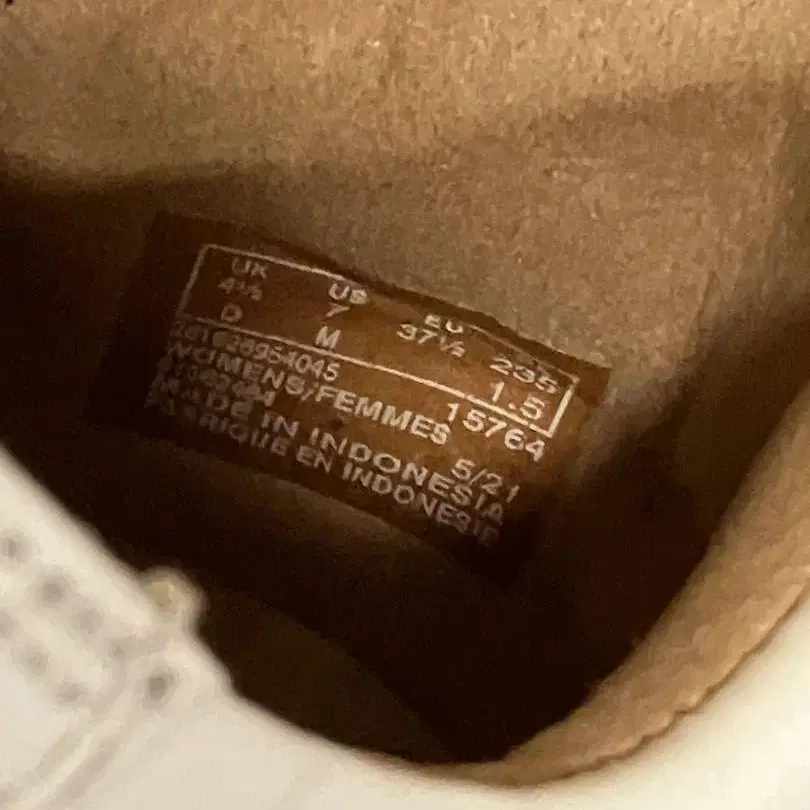 UK US EU
4½ 7 37½ 235
D M 1.5
261626954045 15764
WOMENS/FEMMES
5/21
MADE IN INDONESIA
FABRIQUE EN INDONESIE